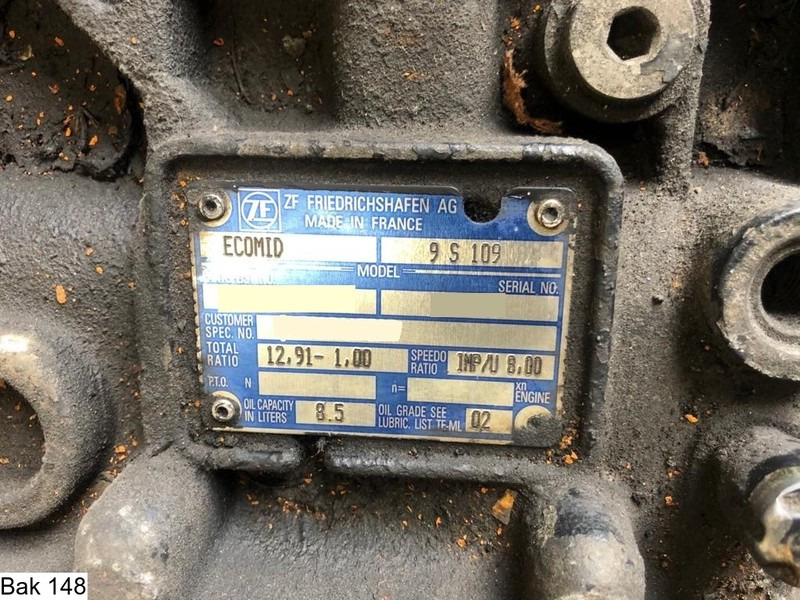 ZF
ZF FRIEDRICHSHAFEN AG
MADE IN FRANCE
ECOMID 9 S 109
MODEL
SERIAL NO.
CUSTOMER
SPEC. NO.
TOTAL
RATIO 12,91- 1,00 SPEEDO
RATIO IMP/U 8,00
P.T.O. N n= xn
ENGINE
OIL CAPACITY
IN LITERS 8.5 OIL GRADE SEE
LUBRIC. LIST TE-ML 02
Bak 148